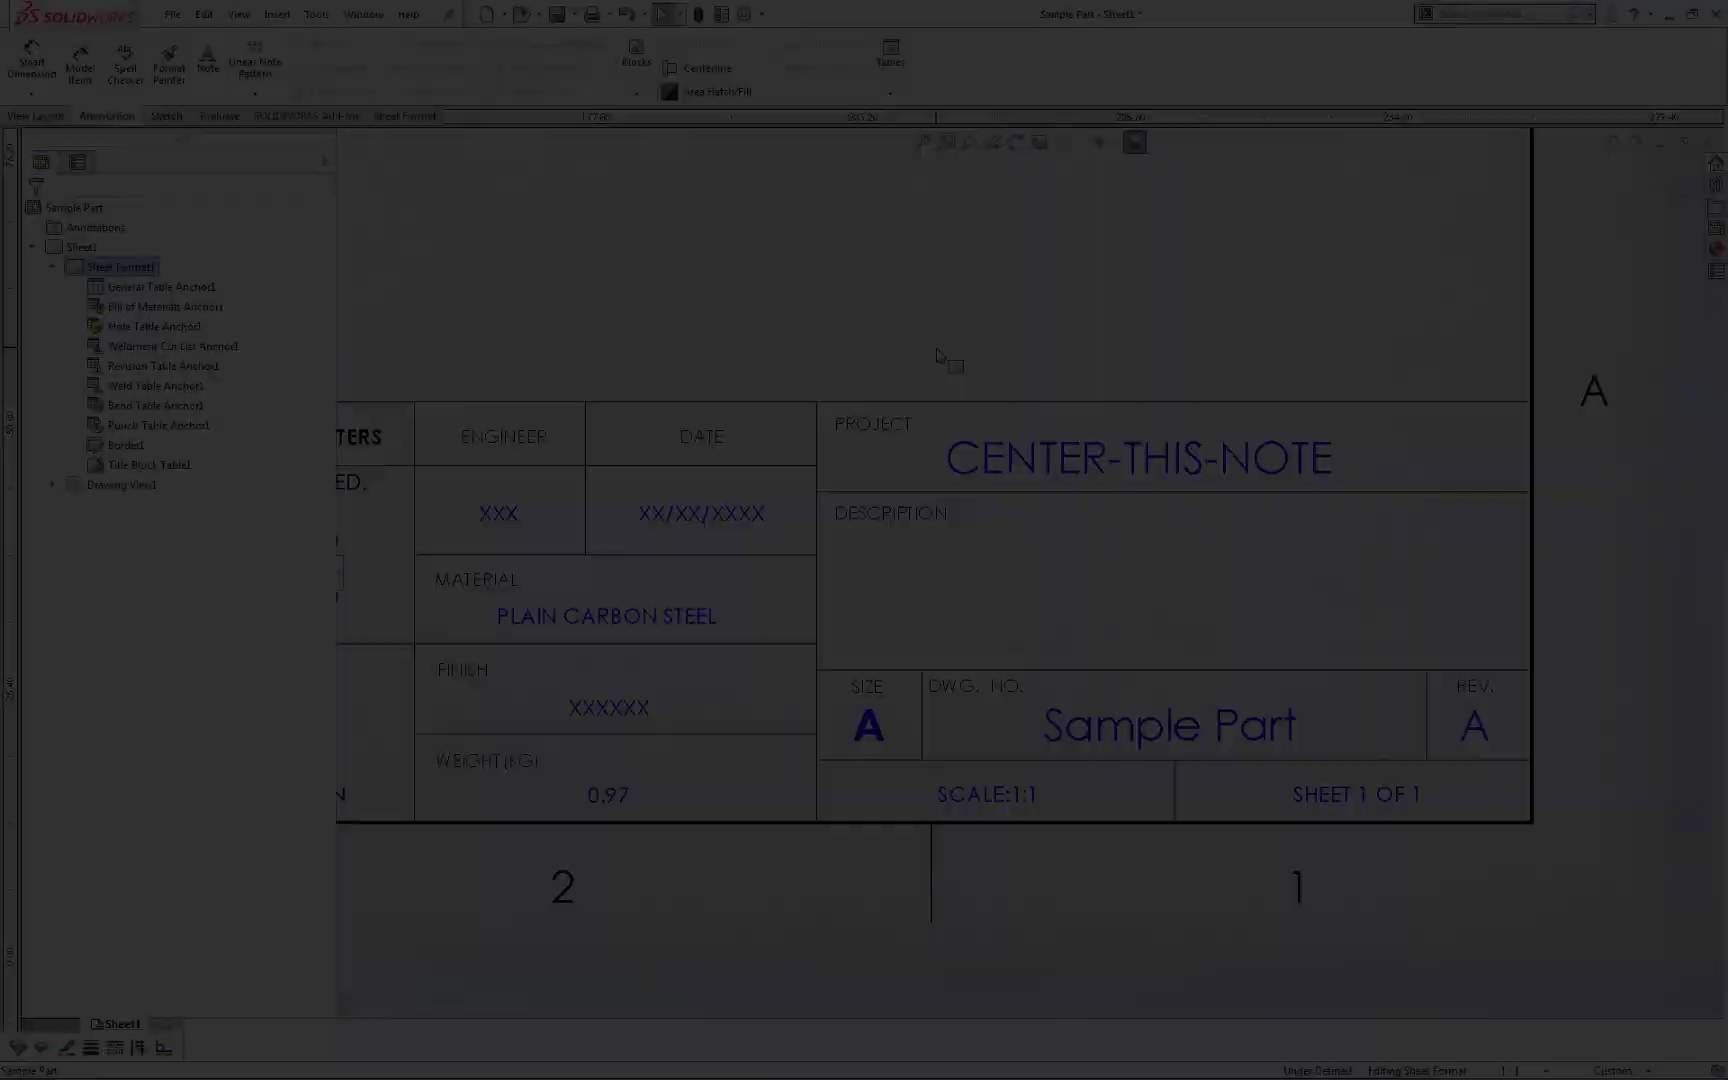 SOLIDWORKS
File Edit View Insert Tools Window Help
Sample Part - Sheet1 *
Smart Dimension
Model Items
Spell Checker
Format Painter
Note
Linear Note Pattern
Blocks
Centerline
Area Hatch/Fill
Tables
View Layout Annotation Sketch Evaluate SOLIDWORKS Add-Ins Sheet Format
Sample Part
Annotations
Sheet1
Sheet Format1
General Table Anchor1
Bill of Materials Anchor1
Hole Table Anchor1
Weldment Cut List Anchor1
Revision Table Anchor1
Weld Table Anchor1
Bend Table Anchor1
Punch Table Anchor1
Border1
Title Block Table1
Drawing View1
TERS
ED.
N
ENGINEER
DATE
XXX
XX/XX/XXXX
MATERIAL
PLAIN CARBON STEEL
FINISH
XXXXXX
WEIGHT(KG)
0.97
PROJECT
CENTER-THIS-NOTE
DESCRIPTION
SIZE
A
DWG. NO.
Sample Part
REV.
A
SCALE:1:1
SHEET 1 OF 1
A
2
1
Sheet1
Sample Part
Under Defined
Editing Sheet Format
1:1
Custom